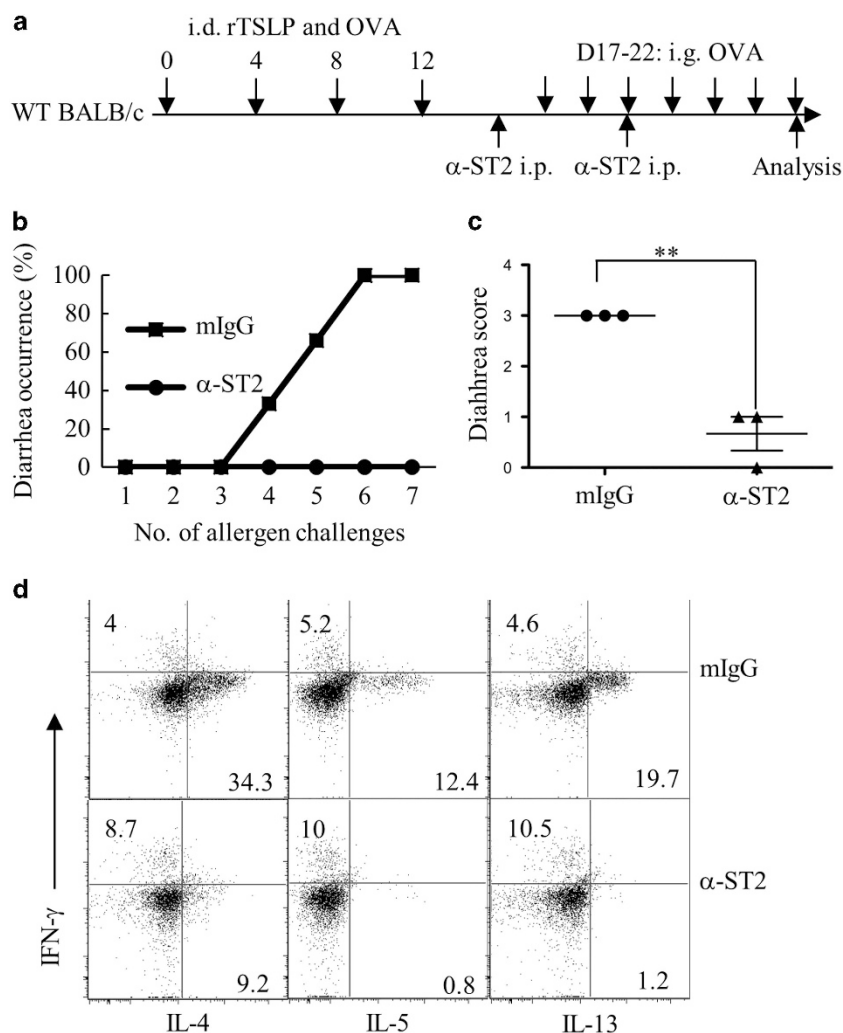 a
i.d. rTSLP and OVA
0 4 8 12
D17-22: i.g. OVA
WT BALB/c
α-ST2 i.p. α-ST2 i.p. Analysis
b
Diarrhea occurrence (%)
100
80
60
40
20
0
mIgG
α-ST2
1 2 3 4 5 6 7
No. of allergen challenges
c
Diahhrea score
4
3
2
1
0
**
mIgG α-ST2
d
4 5.2 4.6
mIgG
34.3 12.4 19.7
8.7 10 10.5
α-ST2
9.2 0.8 1.2
IFN-γ
IL-4 IL-5 IL-13